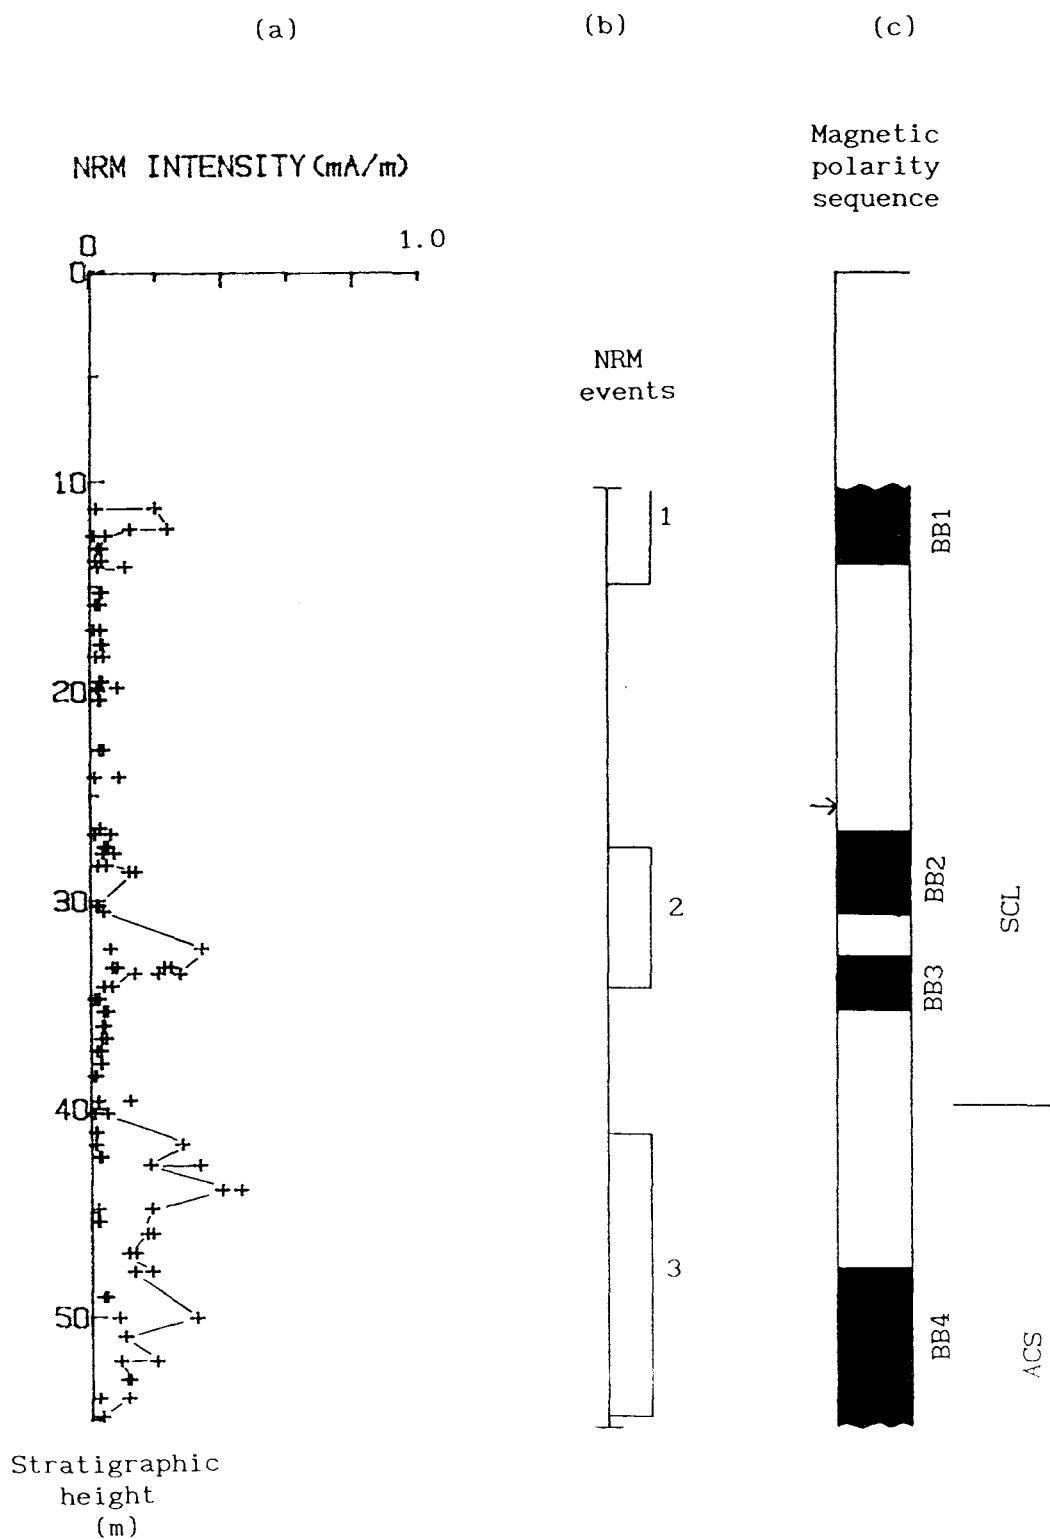 (a)
(b)
(c)
Magnetic
polarity
sequence
NRM INTENSITY (mA/m)
0
1.0
0
NRM
events
10
1
BB1
20
BB2
30
2
SCL
BB3
40
3
50
BB4
ACS
Stratigraphic
height
(m)